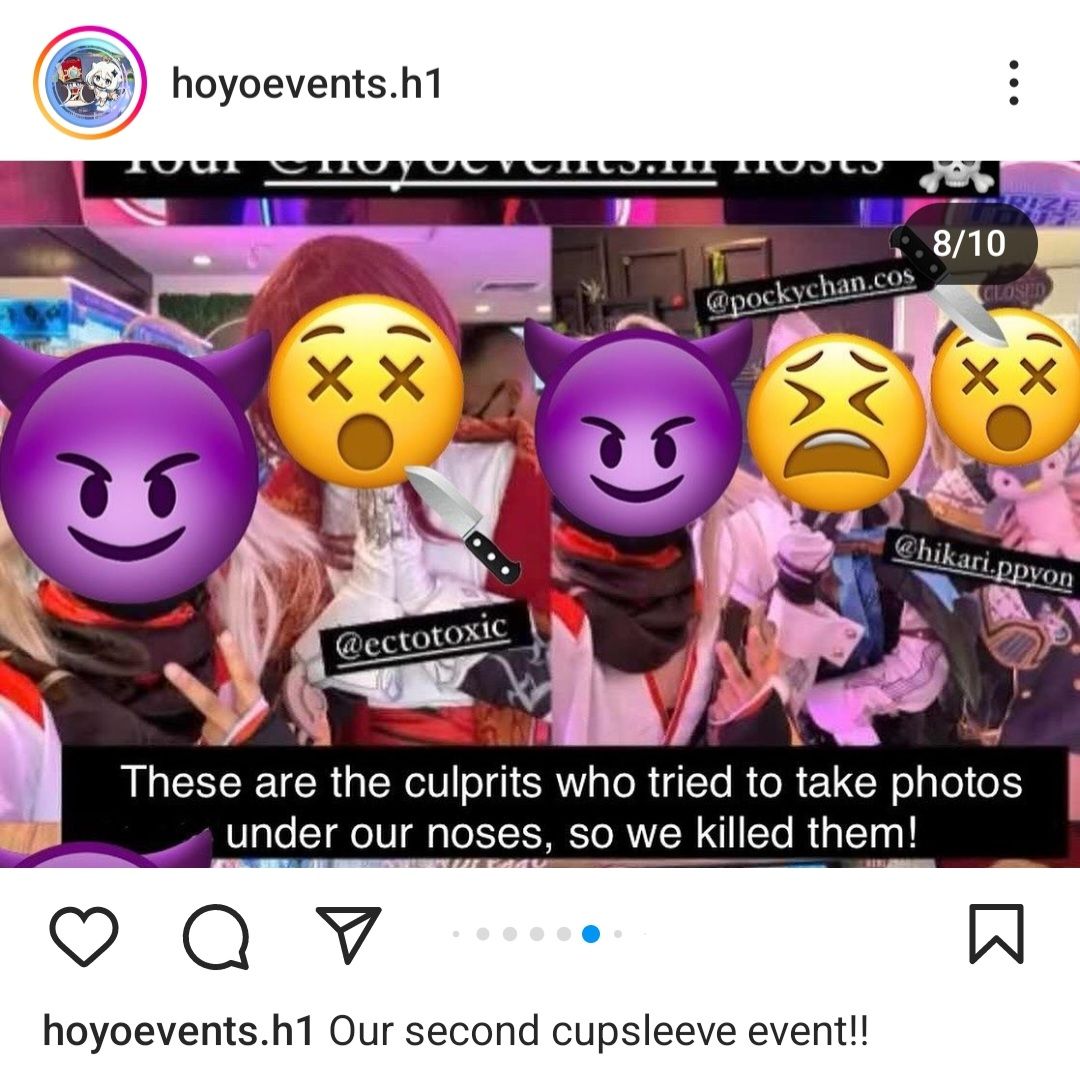 hoyoevents.h1
8/10
CLOSED
@pockychan.cos
@hikari.ppyon
@ectotoxic
These are the culprits who tried to take photos
under our noses, so we killed them!
hoyoevents.h1 Our second cupsleeve event!!